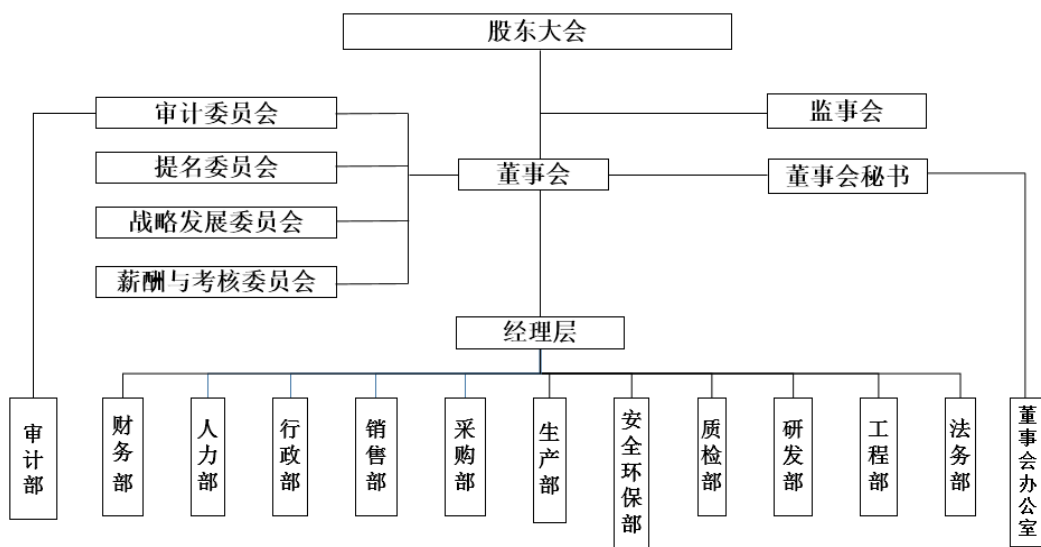 股东大会
审计委员会
监事会
提名委员会
董事会
董事会秘书
战略发展委员会
薪酬与考核委员会
经理层
审计部
财务部
人力部
行政部
销售部
采购部
生产部
安全环保部
质检部
研发部
工程部
法务部
董事会办公室